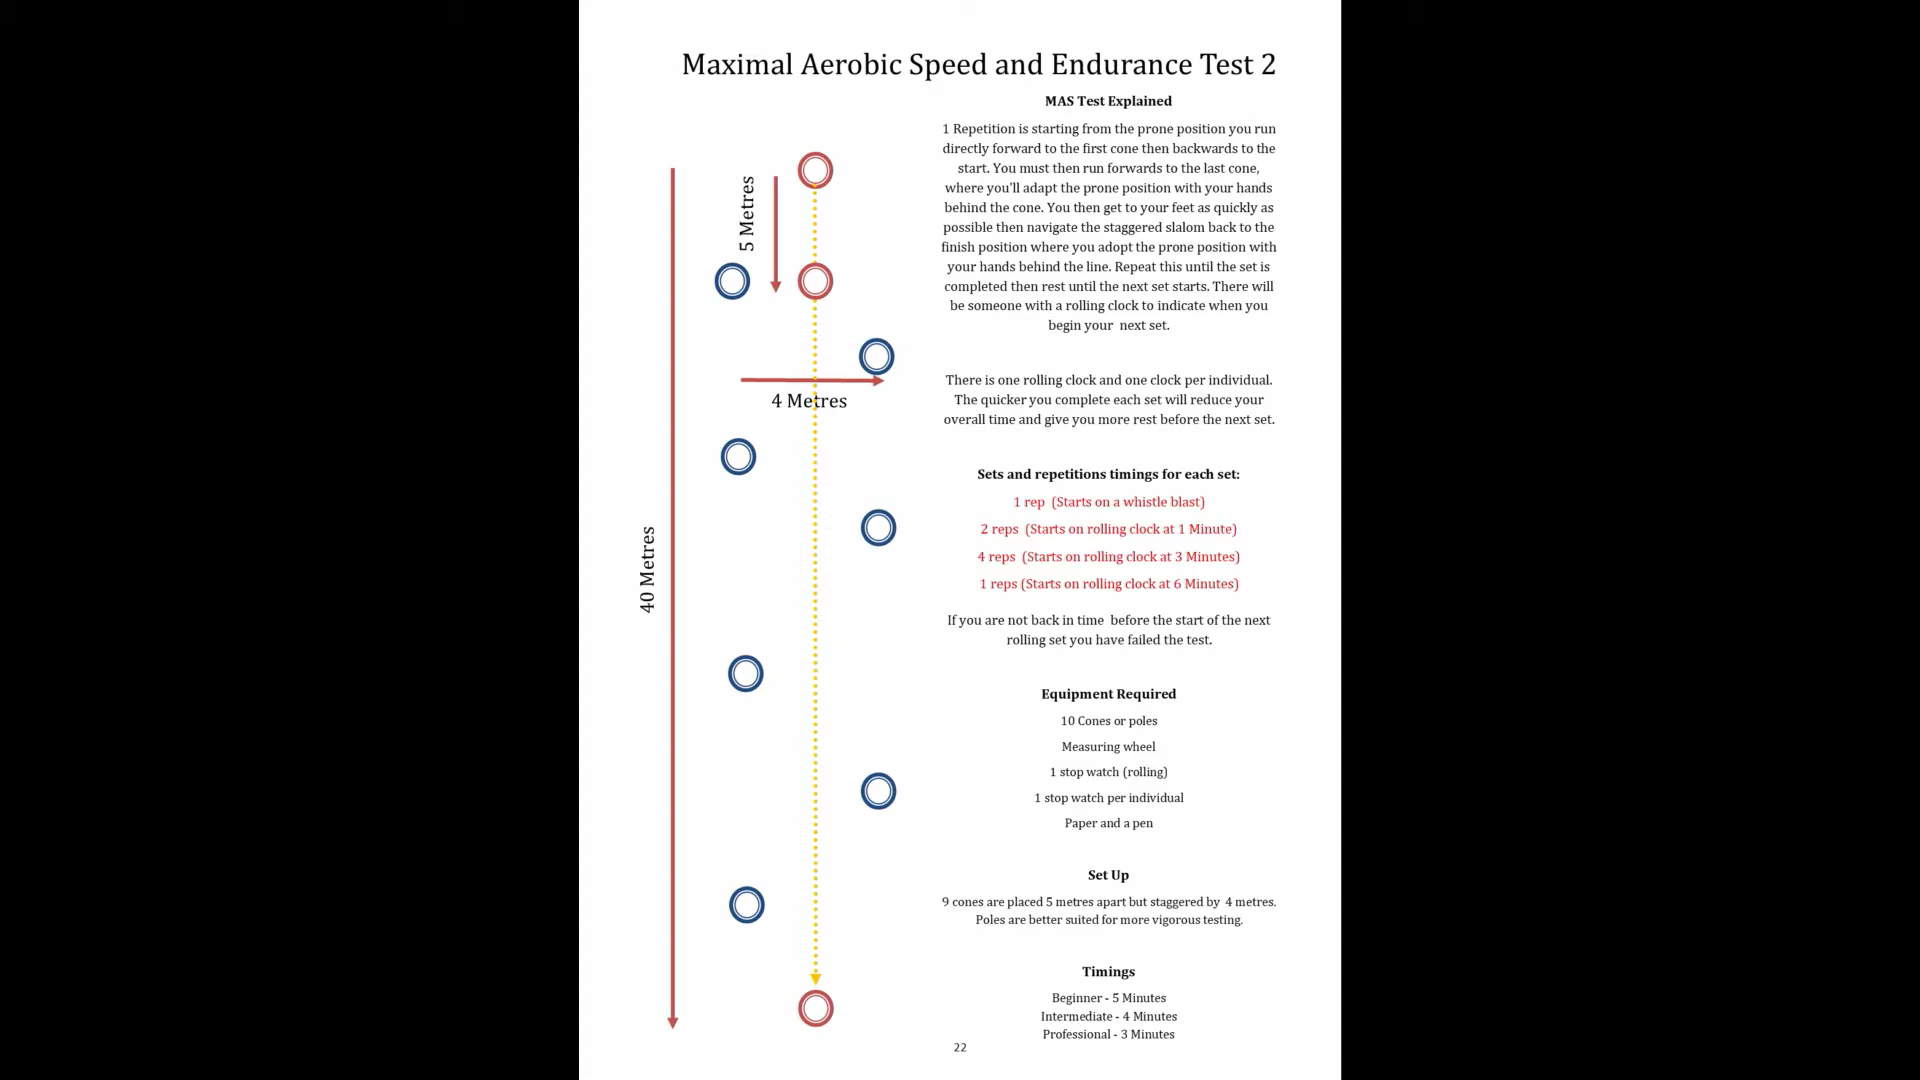 Maximal Aerobic Speed and Endurance Test 2
MAS Test Explained
1 Repetition is starting from the prone position you run
directly forward to the first cone then backwards to the
start. You must then run forwards to the last cone,
where you'll adapt the prone position with your hands
behind the cone. You then get to your feet as quickly as
possible then navigate the staggered slalom back to the
finish position where you adopt the prone position with
your hands behind the line. Repeat this until the set is
completed then rest until the next set starts. There will
be someone with a rolling clock to indicate when you
begin your next set.
There is one rolling clock and one clock per individual.
The quicker you complete each set will reduce your
overall time and give you more rest before the next set.
Sets and repetitions timings for each set:
1 rep (Starts on a whistle blast)
2 reps (Starts on rolling clock at 1 Minute)
4 reps (Starts on rolling clock at 3 Minutes)
1 reps (Starts on rolling clock at 6 Minutes)
If you are not back in time before the start of the next
rolling set you have failed the test.
Equipment Required
10 Cones or poles
Measuring wheel
1 stop watch (rolling)
1 stop watch per individual
Paper and a pen
Set Up
9 cones are placed 5 metres apart but staggered by 4 metres.
Poles are better suited for more vigorous testing.
Timings
Beginner - 5 Minutes
Intermediate - 4 Minutes
Professional - 3 Minutes
5 Metres
4 Metres
40 Metres
22